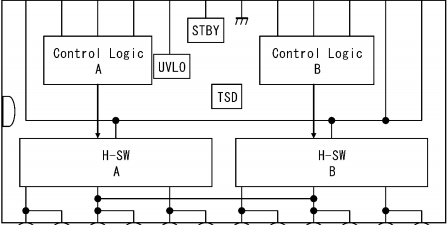 STBY
Control Logic
A
UVLO
Control Logic
B
TSD
H-SW
A
H-SW
B